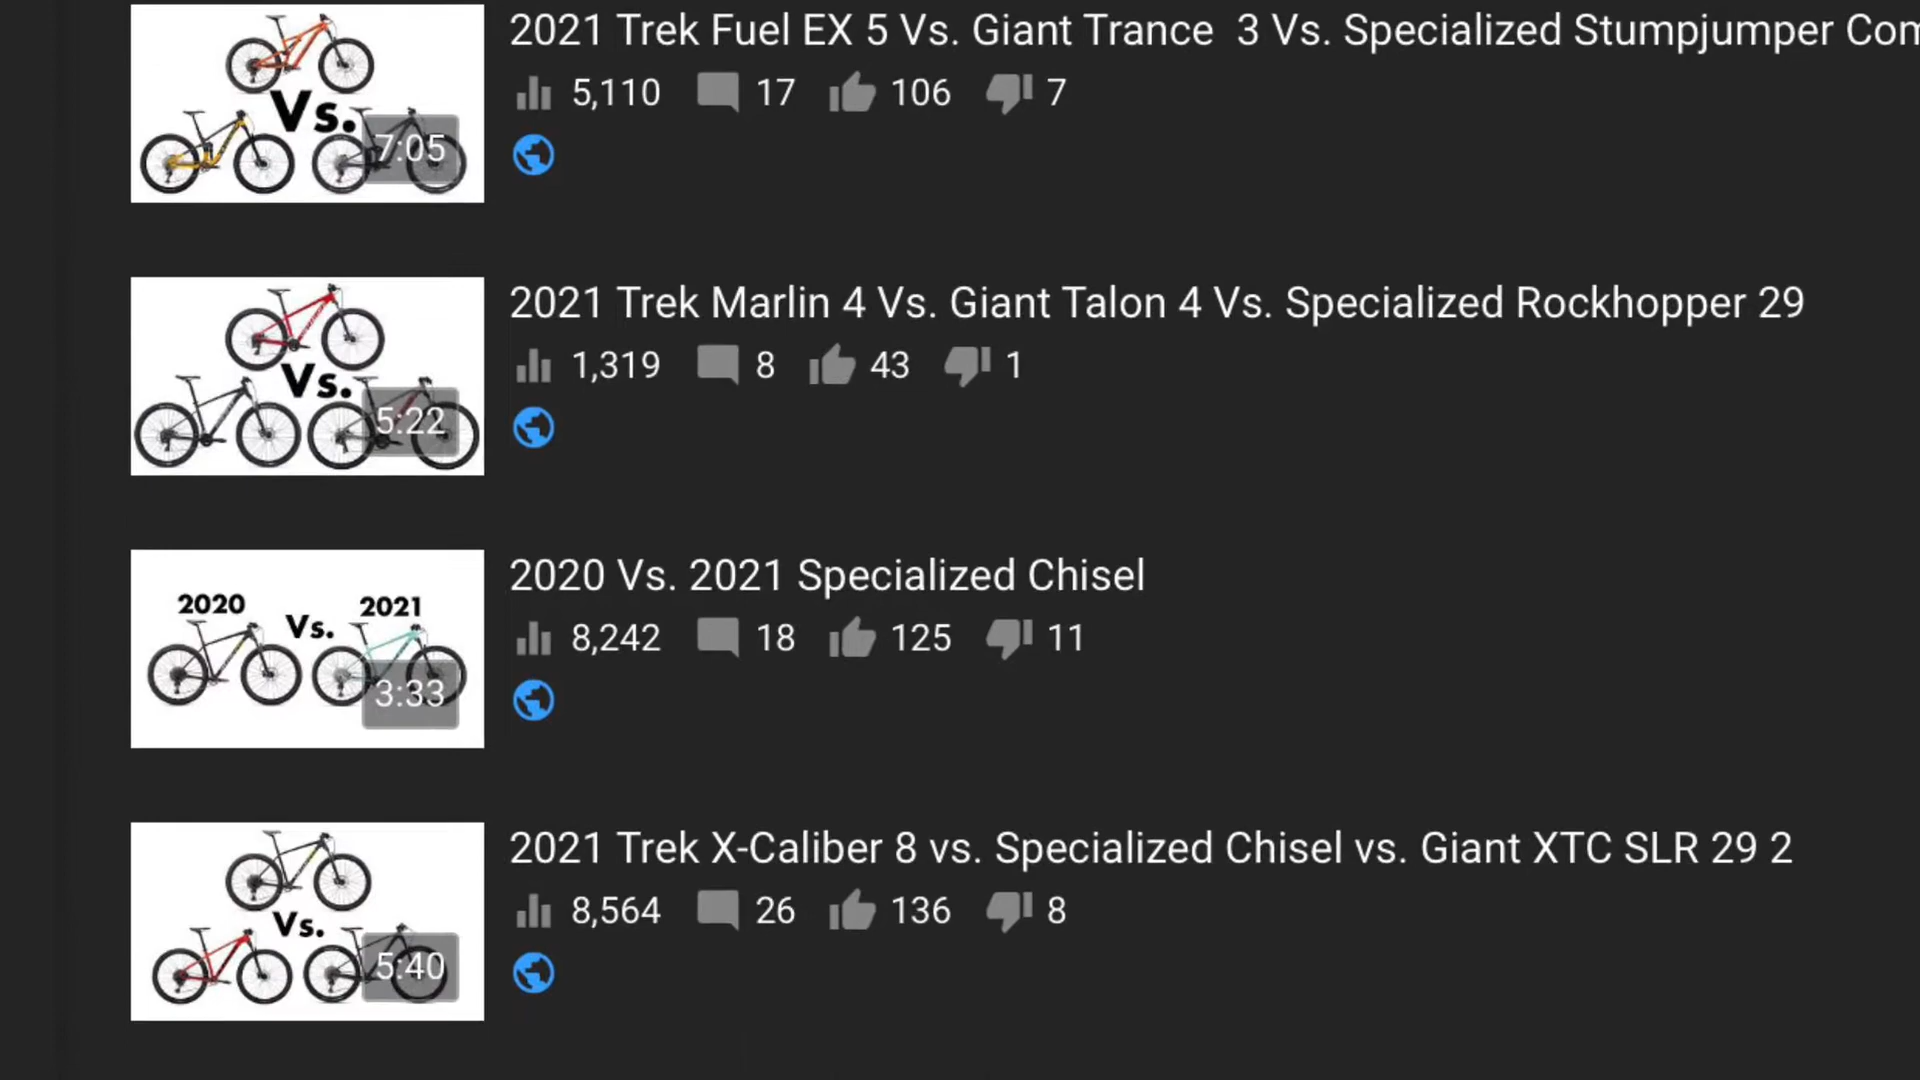 2021 Trek Fuel EX 5 Vs. Giant Trance  3 Vs. Specialized Stumpjumper
5,110 17 106 7
Vs.
7:05
2021 Trek Marlin 4 Vs. Giant Talon 4 Vs. Specialized Rockhopper 29
1,319 8 43 1
Vs.
5:22
2020 Vs. 2021 Specialized Chisel
8,242 18 125 11
2020 Vs. 2021
3:33
2021 Trek X-Caliber 8 vs. Specialized Chisel vs. Giant XTC SLR 29 2
8,564 26 136 8
Vs.
5:40